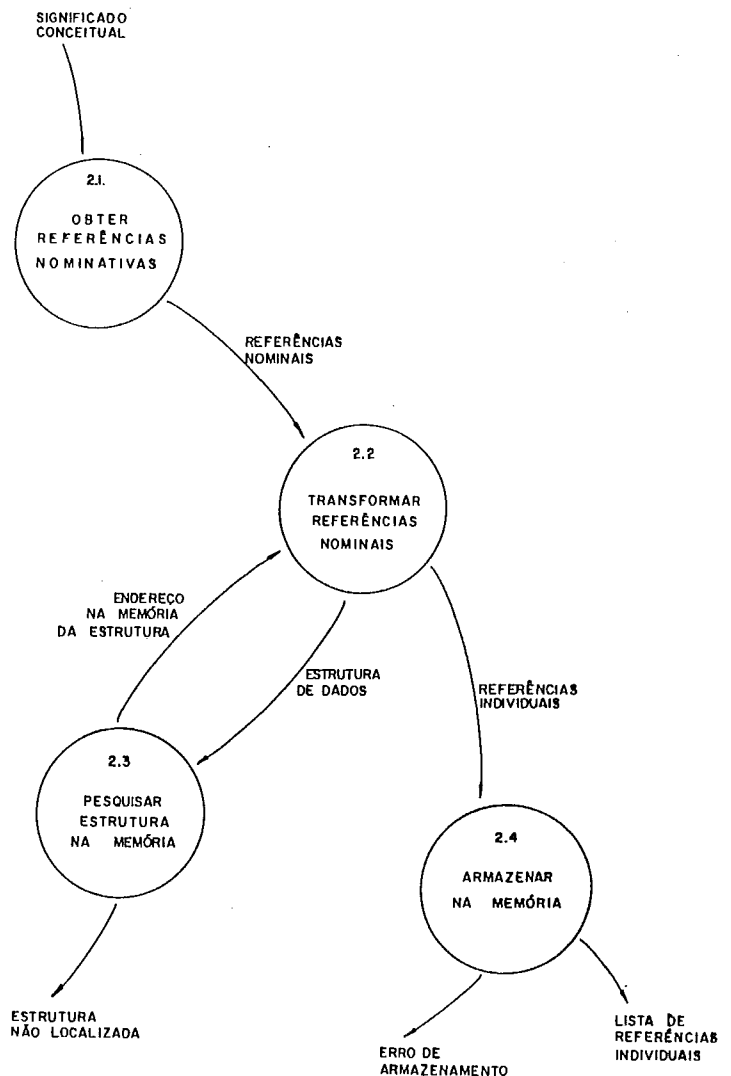 SIGNIFICADO
CONCEITUAL
2.1.
OBTER
REFERÊNCIAS
NOMINATIVAS
REFERÊNCIAS
NOMINAIS
2.2
TRANSFORMAR
REFERÊNCIAS
NOMINAIS
ENDEREÇO
NA MEMÓRIA
DA ESTRUTURA
ESTRUTURA
DE DADOS
REFERÊNCIAS
INDIVIDUAIS
2.3
PESQUISAR
ESTRUTURA
NA MEMÓRIA
2.4
ARMAZENAR
NA MEMÓRIA
ESTRUTURA
NÃO LOCALIZADA
ERRO DE
ARMAZENAMENTO
LISTA DE
REFERÊNCIAS
INDIVIDUAIS